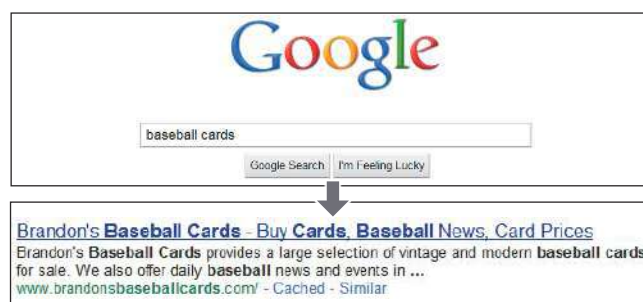 Google
baseball cards
Google Search I'm Feeling Lucky
Brandon's Baseball Cards - Buy Cards, Baseball News, Card Prices
Brandon's Baseball Cards provides a large selection of vintage and modern baseball cards
for sale. We also offer daily baseball news and events in ...
www.brandonsbaseballcards.com/ - Cached - Similar